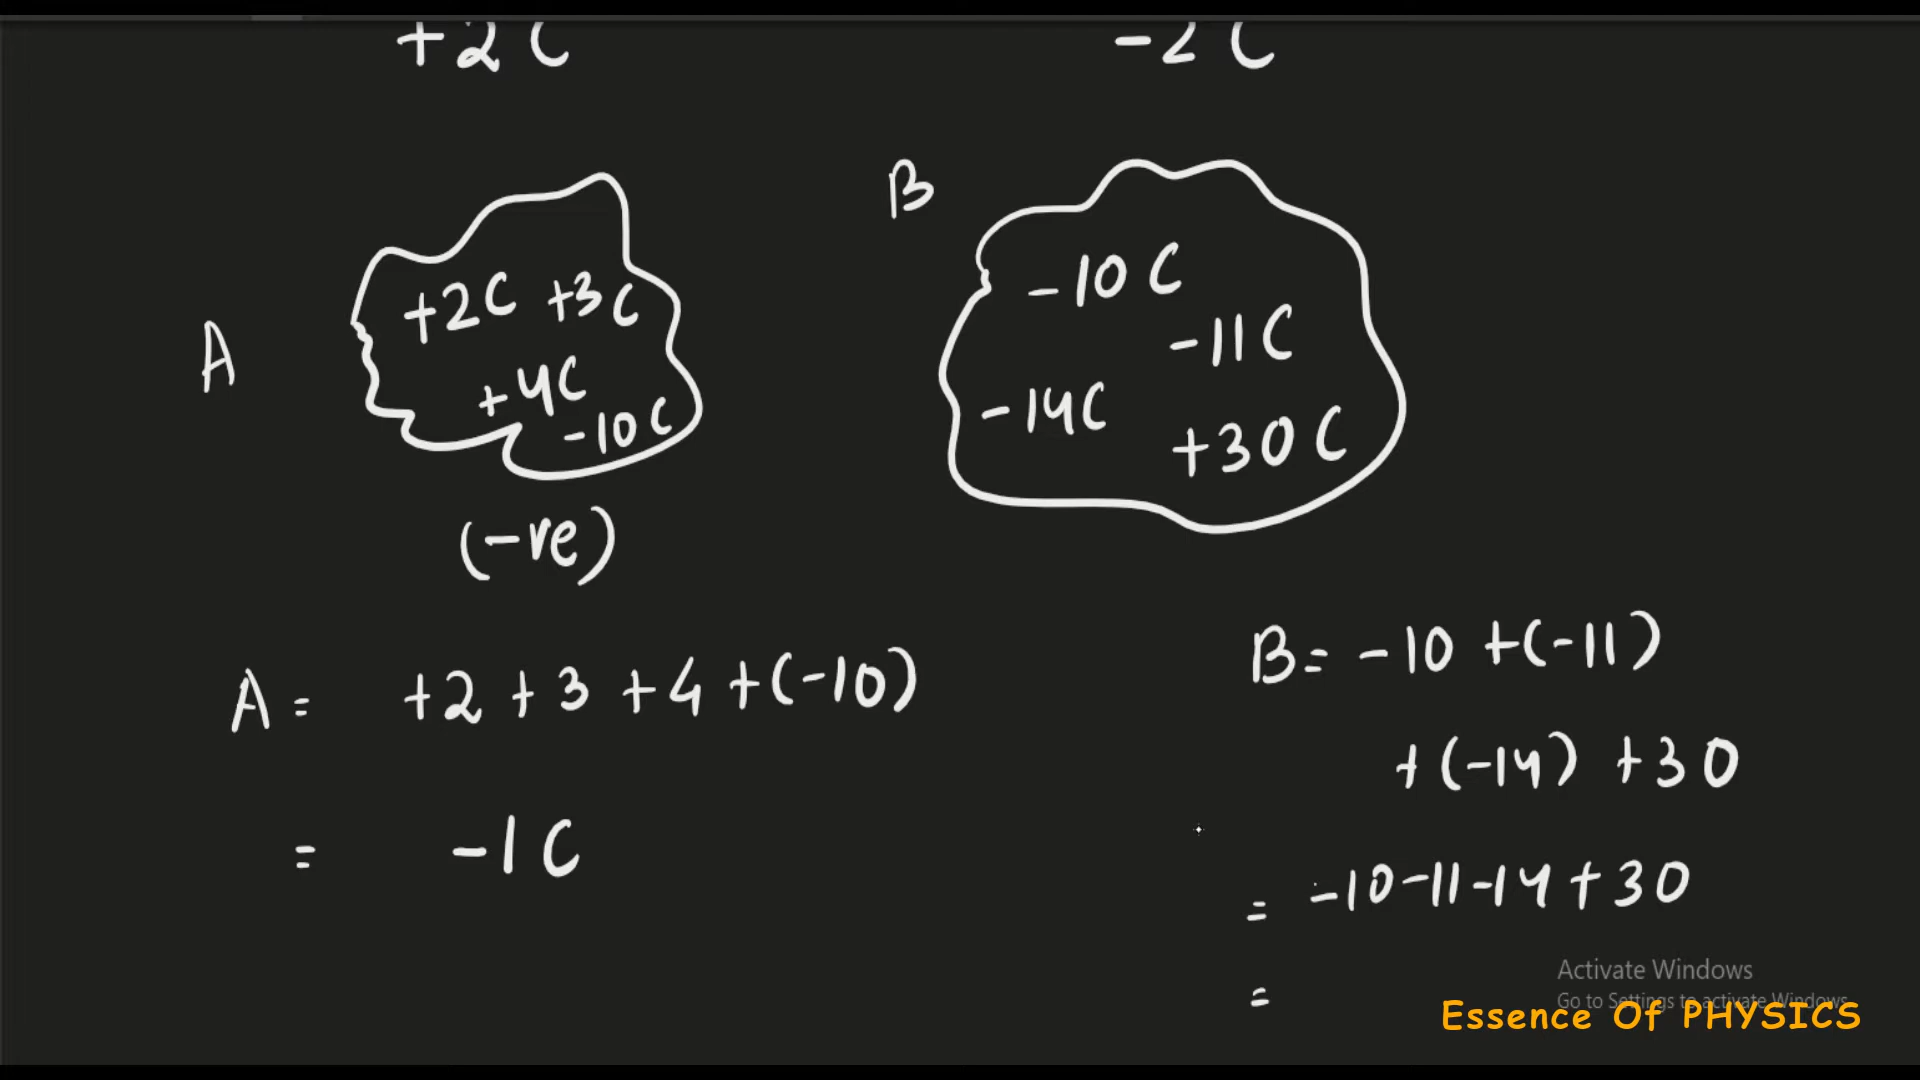 +2 C
-2 C
A
+2C +3C
+4C
-10C
(-ve)
B
-10 C
-11 C
-14C
+30 C
A = +2 + 3 + 4 + (-10)
= -1 C
B = -10 + (-11)
+ (-14) + 30
= -10-11-14+30
=
Activate Windows
Go to Settings to activate Windows.
Essence Of PHYSICS